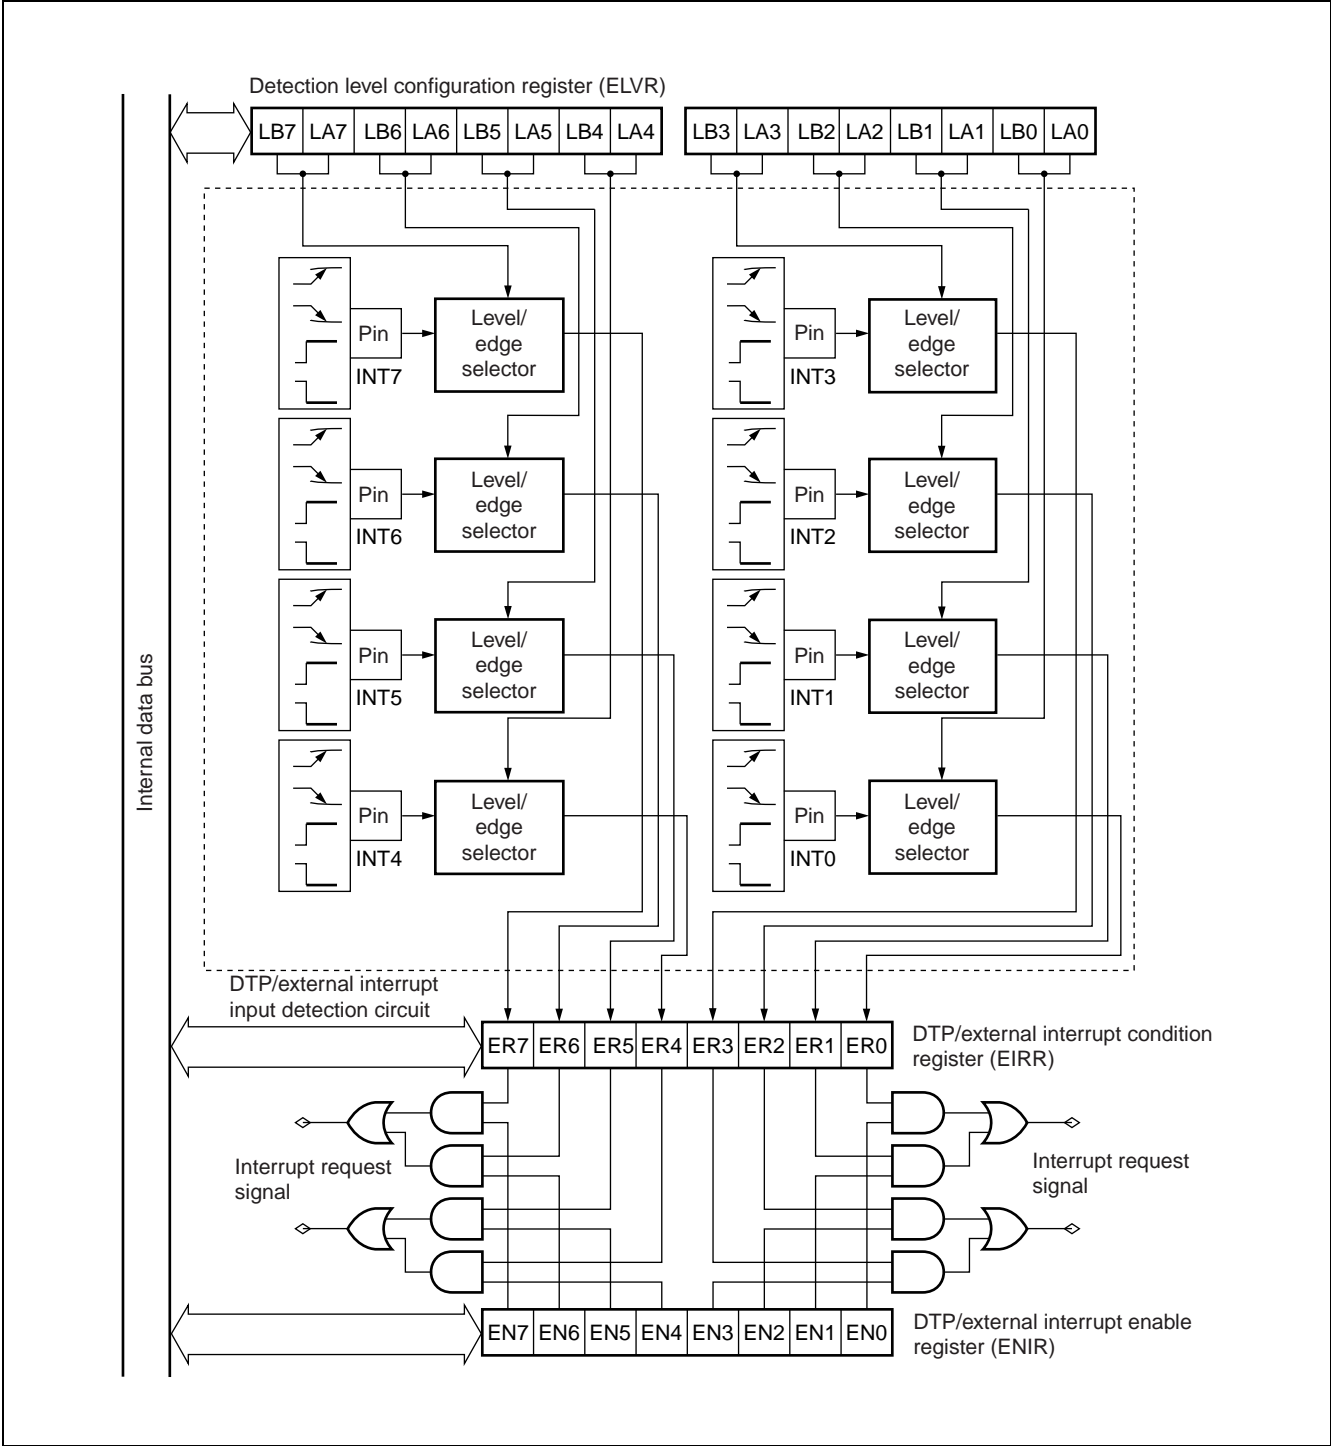 Detection level configuration register (ELVR)
LB7 LA7 LB6 LA6 LB5 LA5 LB4 LA4
LB3 LA3 LB2 LA2 LB1 LA1 LB0 LA0
Pin
INT7
Level/
edge
selector
Pin
INT3
Level/
edge
selector
Pin
INT6
Level/
edge
selector
Pin
INT2
Level/
edge
selector
Pin
INT5
Level/
edge
selector
Pin
INT1
Level/
edge
selector
Pin
INT4
Level/
edge
selector
Pin
INT0
Level/
edge
selector
Internal data bus
DTP/external interrupt
input detection circuit
ER7 ER6 ER5 ER4 ER3 ER2 ER1 ER0
DTP/external interrupt condition
register (EIRR)
Interrupt request
signal
Interrupt request
signal
EN7 EN6 EN5 EN4 EN3 EN2 EN1 EN0
DTP/external interrupt enable
register (ENIR)